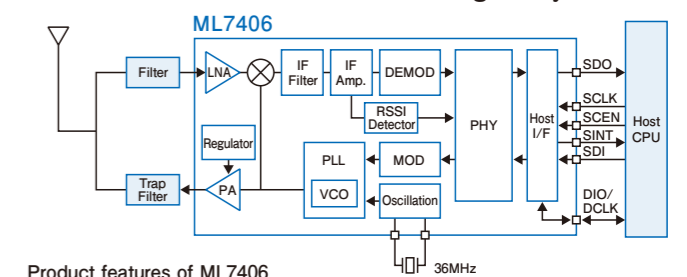 ML7406
Filter
LNA
IF
Filter
IF
Amp.
DEMOD
RSSI
Detector
PHY
Host
I/F
SDO
SCLK
SCEN
SINT
SDI
Host
CPU
Regulator
PLL
VCO
MOD
Trap
Filter
PA
Oscillation
DIO/
DCLK
36MHz
Product features of ML7406